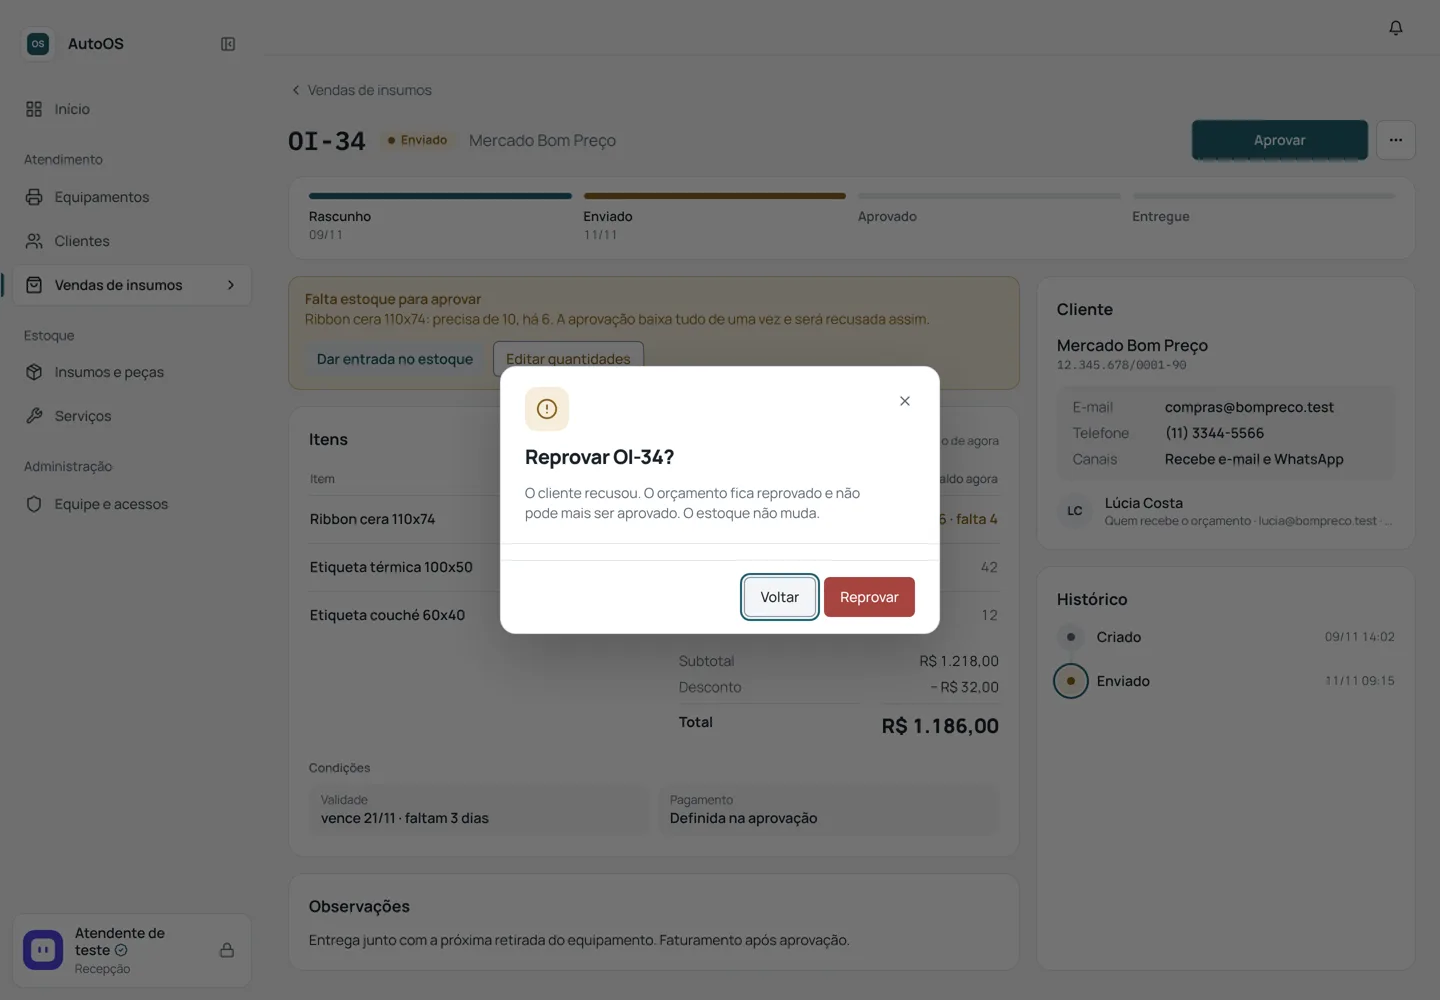 OS
AutoOS
Início
Atendimento
Equipamentos
Clientes
Vendas de insumos
Estoque
Insumos e peças
Serviços
Administração
Equipe e acessos
Atendente de
teste
Recepção
Vendas de insumos
OI-34
Enviado
Mercado Bom Preço
Aprovar
Rascunho
09/11
Enviado
11/11
Aprovado
Entregue
Falta estoque para aprovar
Ribbon cera 110x74: precisa de 10, há 6. A aprovação baixa tudo de uma vez e será recusada assim.
Dar entrada no estoque
Editar quantidades
Itens
o de agora
Item
aldo agora
Ribbon cera 110x74
6 · falta 4
Etiqueta térmica 100x50
42
Etiqueta couché 60x40
12
Subtotal
R$ 1.218,00
Desconto
− R$ 32,00
Total
R$ 1.186,00
Condições
Validade
vence 21/11 · faltam 3 dias
Pagamento
Definida na aprovação
Observações
Entrega junto com a próxima retirada do equipamento. Faturamento após aprovação.
Reprovar OI-34?
O cliente recusou. O orçamento fica reprovado e não
pode mais ser aprovado. O estoque não muda.
Voltar
Reprovar
Cliente
Mercado Bom Preço
12.345.678/0001-90
E-mail
compras@bompreco.test
Telefone
(11) 3344-5566
Canais
Recebe e-mail e WhatsApp
LC
Lúcia Costa
Quem recebe o orçamento · lucia@bompreco.test · ...
Histórico
Criado
09/11 14:02
Enviado
11/11 09:15